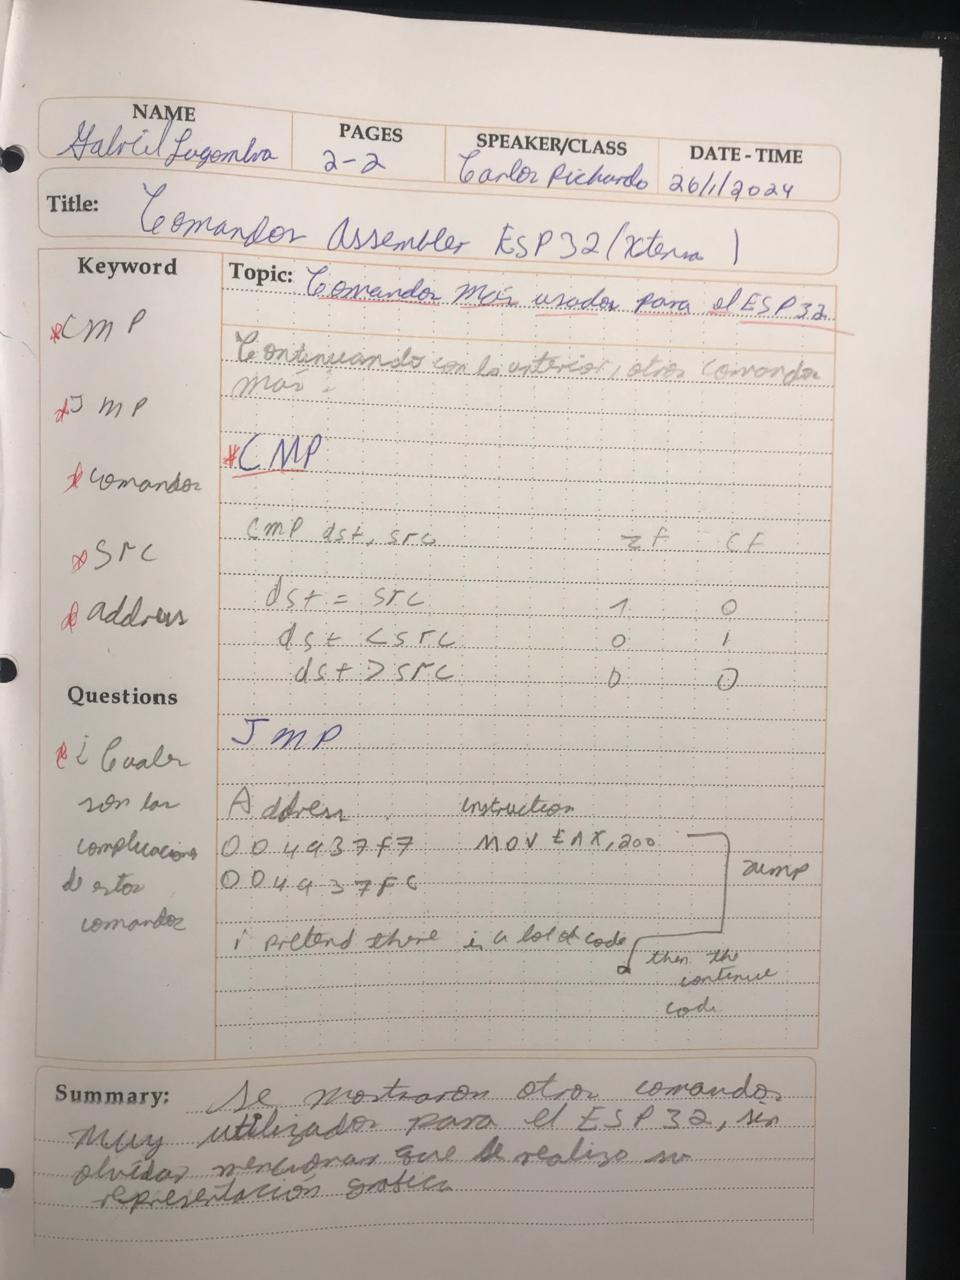 NAME
PAGES
SPEAKER/CLASS
DATE - TIME
Gabriel
2-2
Carlos Pichardo
26/1/2024
Title: Comandos Assembler ESP32 (Xtensa )
Keyword
Topic: Comandos más usados para el ESP32
*CMP
Continuando con lo anterior, otros comandos
más:
*JMP
*CMP
*Comandos
CMP dst, src ZF CF
*Src
dst = src 1 0
*Address
dst < src 0 1
dst > src 0 0
Questions
JMP
*¿Cuales
son las
complicaciones
de estos
comandos
Address instruction
004937F7 MOV EAX,200
004937FC
Jump
; pretend there is a lot of code
then the
continue
code
Summary: Se mostraron otros comandos
muy utilizados para el ESP32, sin
olvidar mencionar que se realizo su
representación grafica